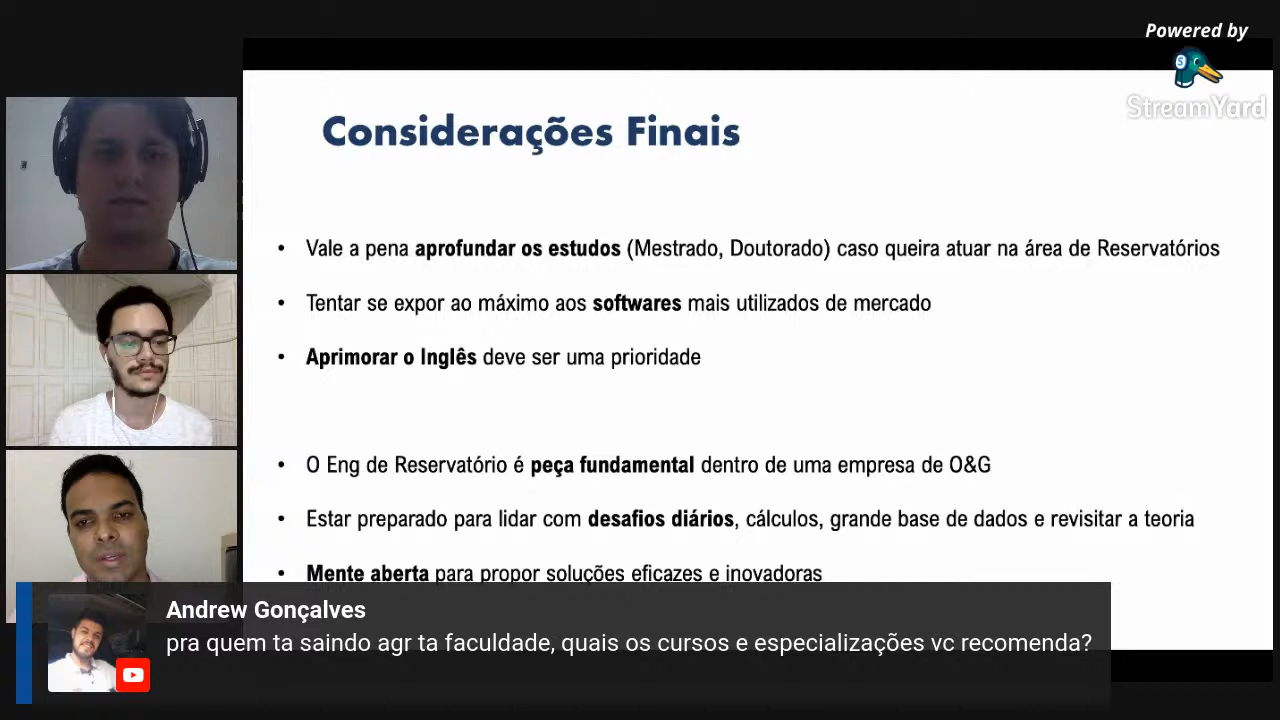 Powered by
StreamYard
Considerações Finais
• Vale a pena aprofundar os estudos (Mestrado, Doutorado) caso queira atuar na área de Reservatórios
• Tentar se expor ao máximo aos softwares mais utilizados de mercado
• Aprimorar o Inglês deve ser uma prioridade
• O Eng de Reservatório é peça fundamental dentro de uma empresa de O&G
• Estar preparado para lidar com desafios diários, cálculos, grande base de dados e revisitar a teoria
• Mente aberta para propor soluções eficazes e inovadoras
Andrew Gonçalves
pra quem ta saindo agr ta faculdade, quais os cursos e especializações vc recomenda?